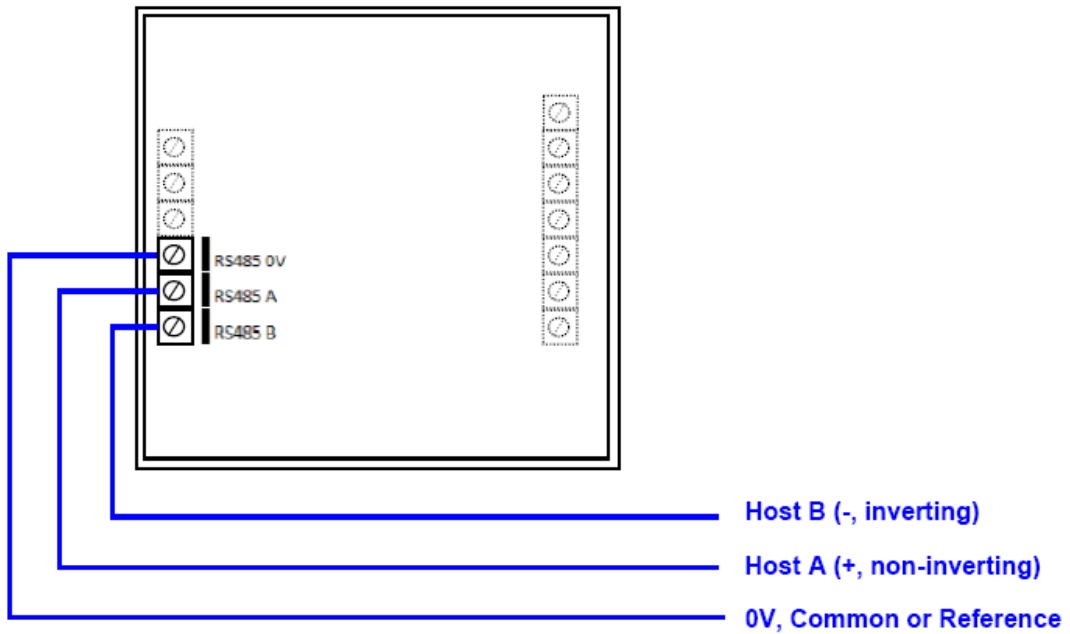 RS485 0V
RS485 A
RS485 B
Host B (-, inverting)
Host A (+, non-inverting)
0V, Common or Reference